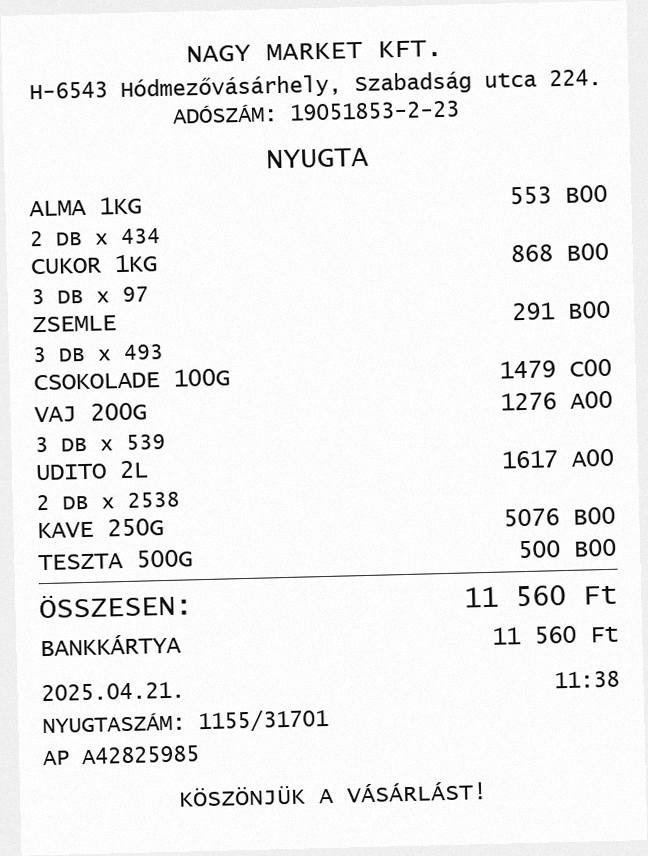 NAGY MARKET KFT.
H-6543 Hódmezővásárhely, Szabadság utca 224.
ADÓSZÁM: 19051853-2-23
NYUGTA
ALMA 1KG 553 B00
2 DB x 434
CUKOR 1KG 868 B00
3 DB x 97
ZSEMLE 291 B00
3 DB x 493
CSOKOLADE 100G 1479 C00
VAJ 200G 1276 A00
3 DB x 539
UDITO 2L 1617 A00
2 DB x 2538
KAVE 250G 5076 B00
TESZTA 500G 500 B00
ÖSSZESEN: 11 560 Ft
BANKKÁRTYA 11 560 Ft
2025.04.21. 11:38
NYUGTASZÁM: 1155/31701
AP A42825985
KÖSZÖNJÜK A VÁSÁRLÁST!